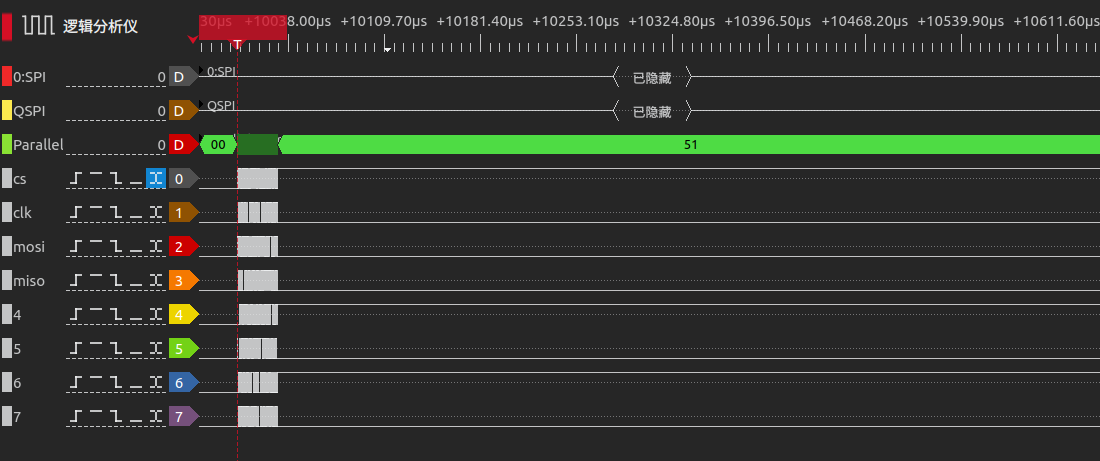 逻辑分析仪
30µs +10038.00µs +10109.70µs +10181.40µs +10253.10µs +10324.80µs +10396.50µs +10468.20µs +10539.90µs +10611.60µs
T
0:SPI 0 D 0:SPI 已隐藏
QSPI 0 D QSPI 已隐藏
Parallel 0 D 00 51
cs 0
clk 1
mosi 2
miso 3
4 4
5 5
6 6
7 7